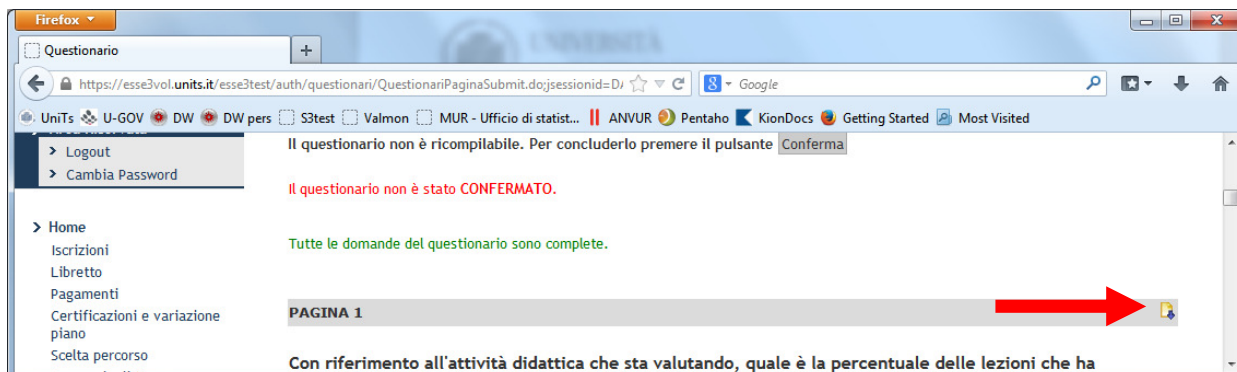 Firefox
Questionario
UNIVERSITÀ
https://esse3vol.units.it/esse3test/auth/questionari/QuestionariPaginaSubmit.do;jsessionid=D
Google
UniTs U-GOV DW DW pers S3test Valmon MUR - Ufficio di statist... ANVUR Pentaho KionDocs Getting Started Most Visited
> Logout
> Cambia Password
> Home
Iscrizioni
Libretto
Pagamenti
Certificazioni e variazione
piano
Scelta percorso
Il questionario non è ricompilabile. Per concluderlo premere il pulsante Conferma
Il questionario non è stato CONFERMATO.
Tutte le domande del questionario sono complete.
PAGINA 1
Con riferimento all'attività didattica che sta valutando, quale è la percentuale delle lezioni che ha